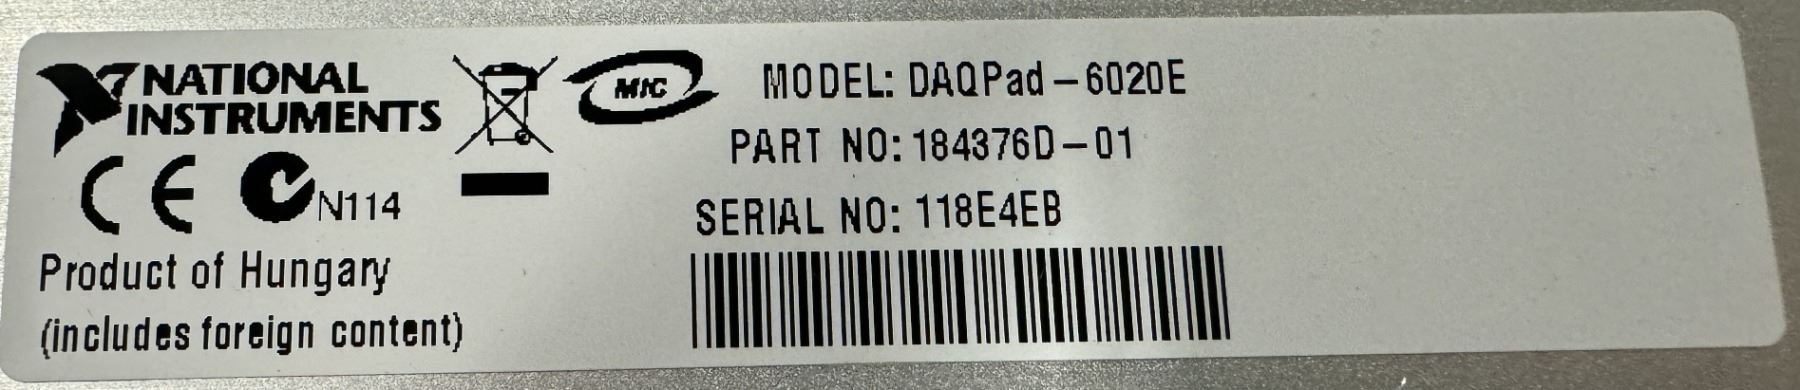 NATIONAL
INSTRUMENTS
MIC
MODEL: DAQPad-6020E
PART NO: 184376D-01
CE N114
SERIAL NO: 118E4EB
Product of Hungary
(includes foreign content)